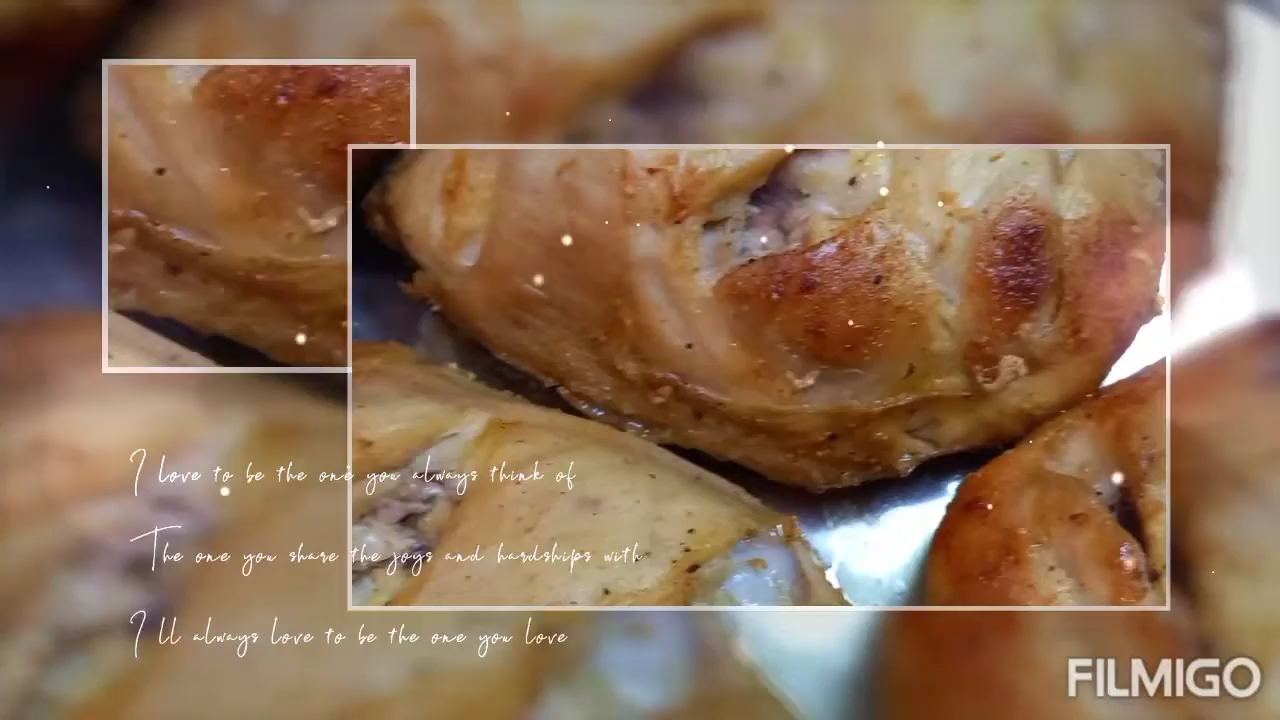 I love to be the one you always think of
The one you share the joys and hardships with
I ll always love to be the one you love
FILMIGO